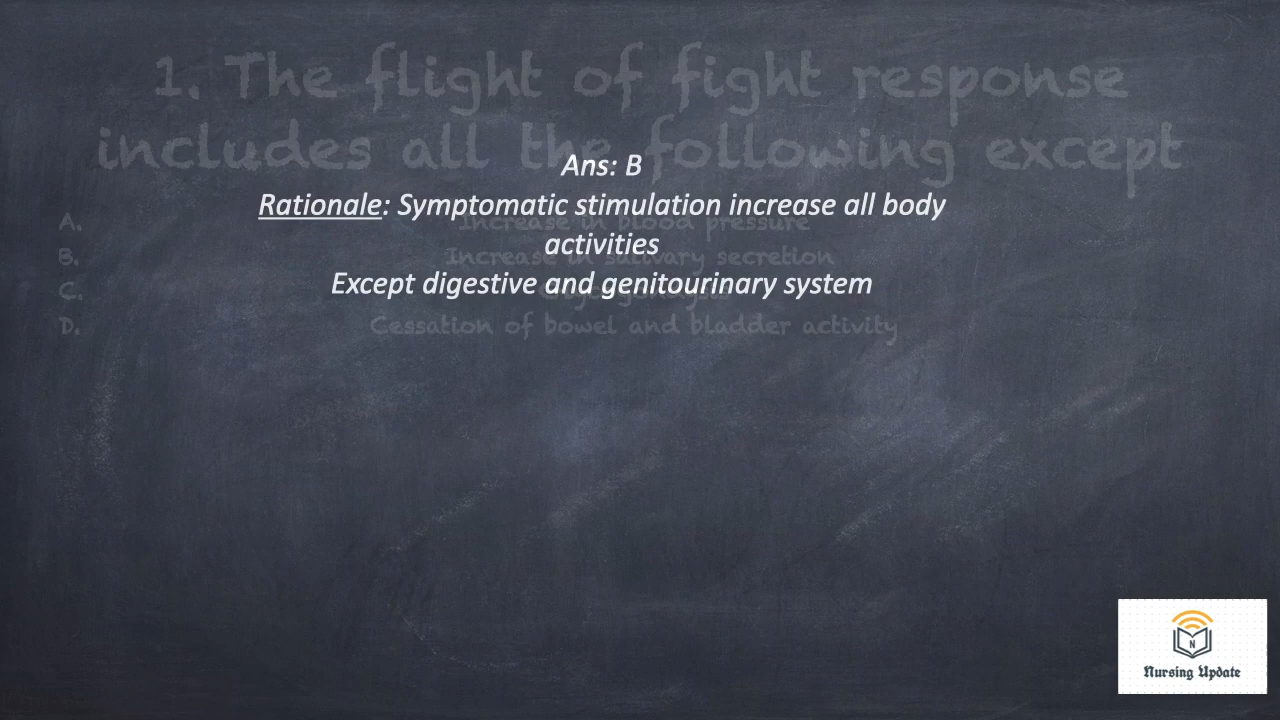 1. The flight of fight response
includes all the following except
Ans: B
Rationale: Symptomatic stimulation increase all body
activities
Except digestive and genitourinary system
A. Increase in blood pressure
B. Increase in salivary secretion
C.
D. Cessation of bowel and bladder activity
N
Nursing Update